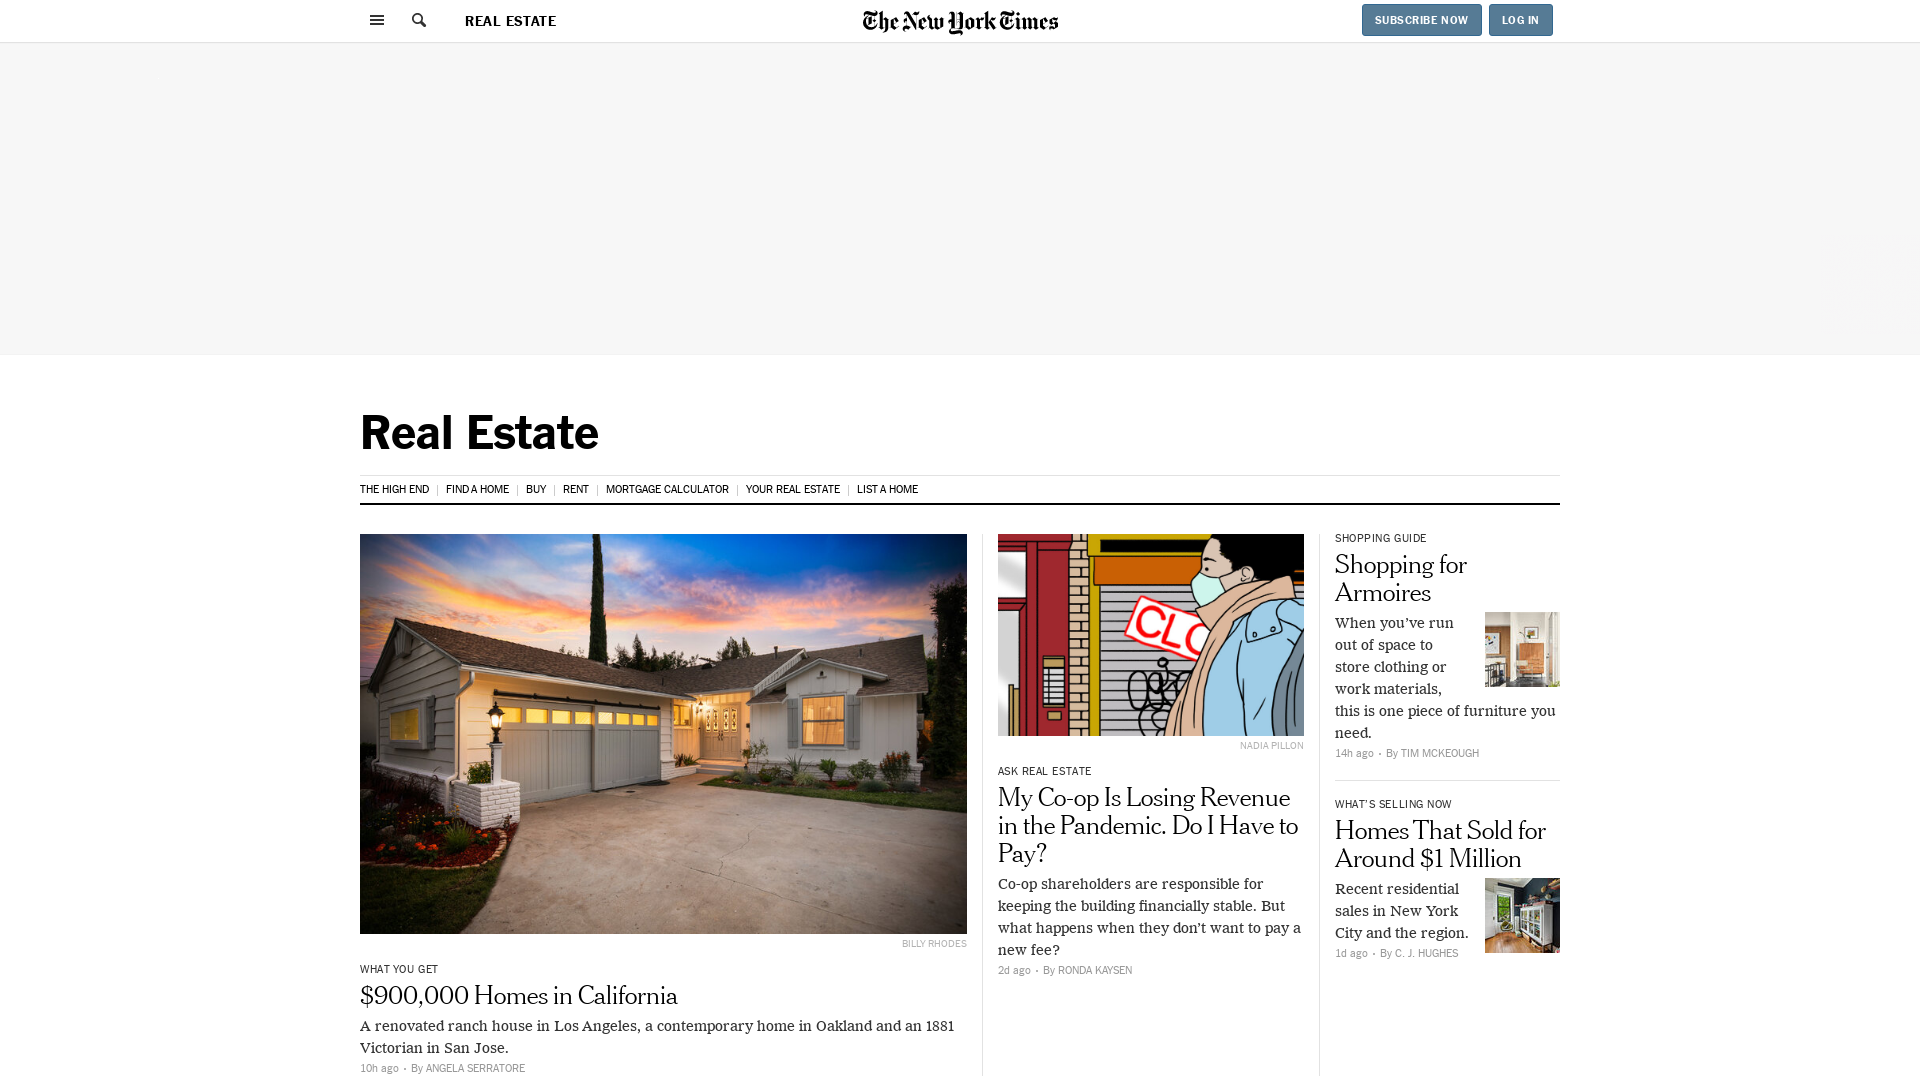 REAL ESTATE
The New York Times
SUBSCRIBE NOW
LOG IN
Real Estate
THE HIGH END
FIND A HOME
BUY
RENT
MORTGAGE CALCULATOR
YOUR REAL ESTATE
LIST A HOME
BILLY RHODES
WHAT YOU GET
$900,000 Homes in California
A renovated ranch house in Los Angeles, a contemporary home in Oakland and an 1881
Victorian in San Jose.
10h ago • By ANGELA SERRATORE
CLO
NADIA PILLON
ASK REAL ESTATE
My Co-op Is Losing Revenue
in the Pandemic. Do I Have to
Pay?
Co-op shareholders are responsible for
keeping the building financially stable. But
what happens when they don’t want to pay a
new fee?
2d ago • By RONDA KAYSEN
SHOPPING GUIDE
Shopping for
Armoires
When you’ve run
out of space to
store clothing or
work materials,
this is one piece of furniture you
need.
14h ago • By TIM MCKEOUGH
WHAT’S SELLING NOW
Homes That Sold for
Around $1 Million
Recent residential
sales in New York
City and the region.
1d ago • By C. J. HUGHES